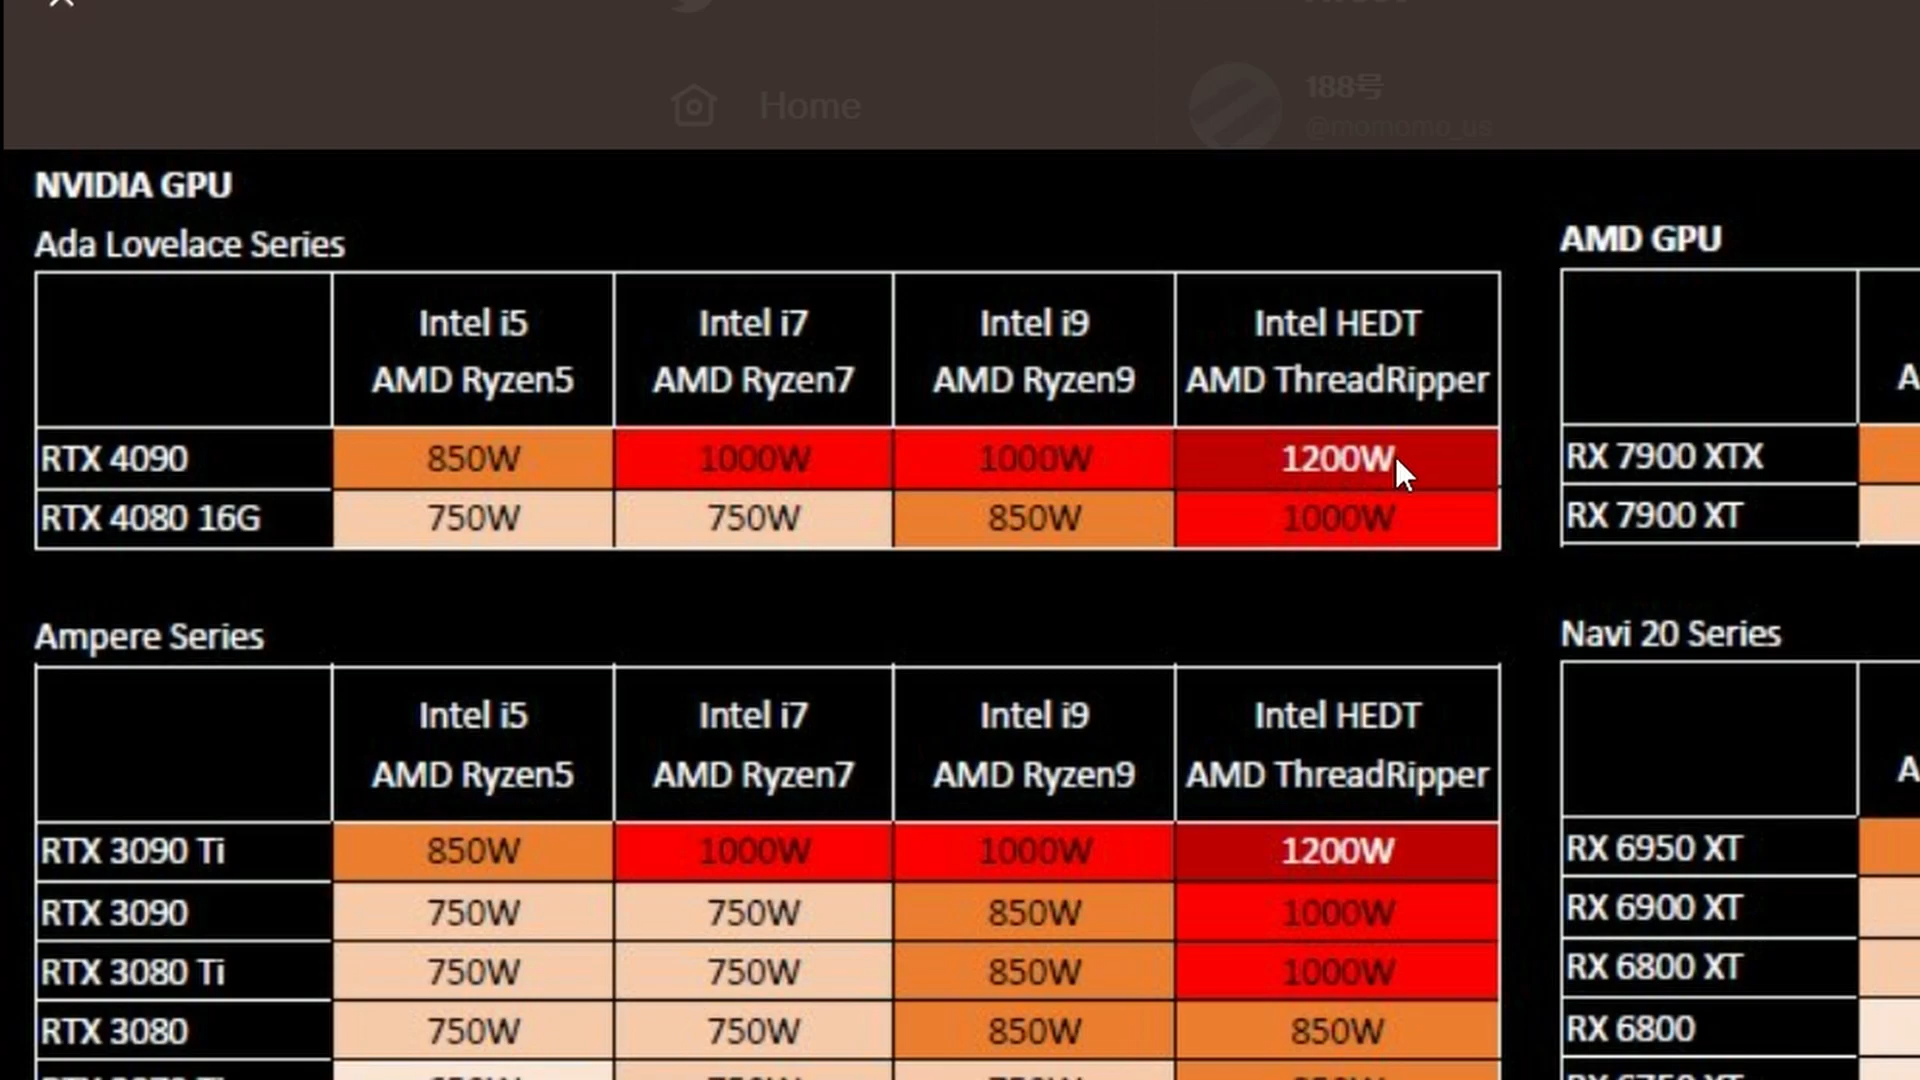 Home
188号
@momomo_us
NVIDIA GPU
Ada Lovelace Series
Intel i5
AMD Ryzen5
Intel i7
AMD Ryzen7
Intel i9
AMD Ryzen9
Intel HEDT
AMD ThreadRipper
RTX 4090 850W 1000W 1000W 1200W
RTX 4080 16G 750W 750W 850W 1000W
Ampere Series
Intel i5
AMD Ryzen5
Intel i7
AMD Ryzen7
Intel i9
AMD Ryzen9
Intel HEDT
AMD ThreadRipper
RTX 3090 Ti 850W 1000W 1000W 1200W
RTX 3090 750W 750W 850W 1000W
RTX 3080 Ti 750W 750W 850W 1000W
RTX 3080 750W 750W 850W 850W
AMD GPU
A
RX 7900 XTX
RX 7900 XT
Navi 20 Series
A
RX 6950 XT
RX 6900 XT
RX 6800 XT
RX 6800